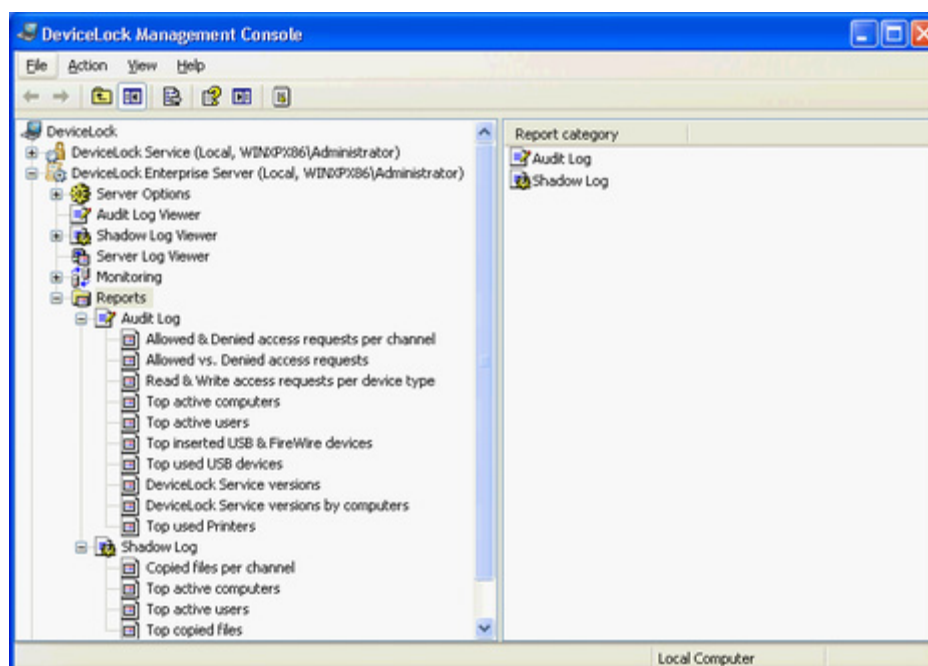 DeviceLock Management Console
File Action View Help
DeviceLock
DeviceLock Service (Local, WINXPX86\Administrator)
DeviceLock Enterprise Server (Local, WINXPX86\Administrator)
Server Options
Audit Log Viewer
Shadow Log Viewer
Server Log Viewer
Monitoring
Reports
Audit Log
Allowed & Denied access requests per channel
Allowed vs. Denied access requests
Read & Write access requests per device type
Top active computers
Top active users
Top inserted USB & FireWire devices
Top used USB devices
DeviceLock Service versions
DeviceLock Service versions by computers
Top used Printers
Shadow Log
Copied files per channel
Top active computers
Top active users
Top copied files
Report category
Audit Log
Shadow Log
Local Computer